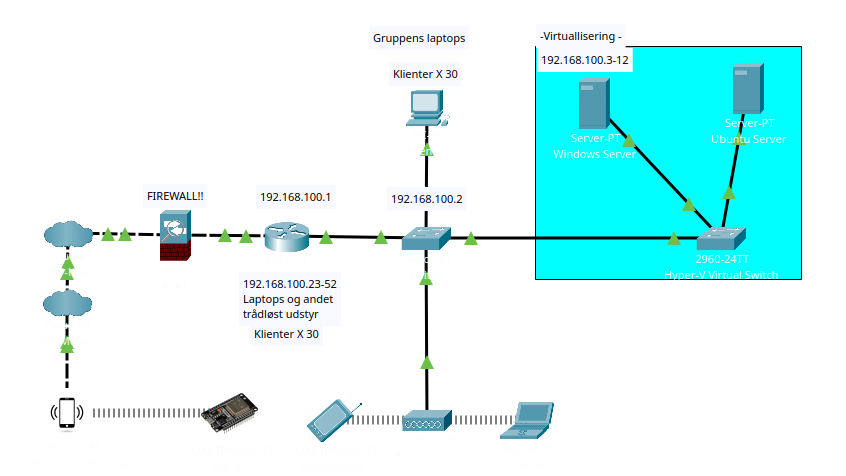 Gruppens laptops
-Virtuallisering -
192.168.100.3-12
Klienter X 30
Server-PT
Ubuntu Server
Server-PT
Windows Server
FIREWALL!!
192.168.100.1
192.168.100.2
2960-24TT
Hyper-V Virtual Switch
192.168.100.23-52
Laptops og andet
trådløst udstyr
Klienter X 30